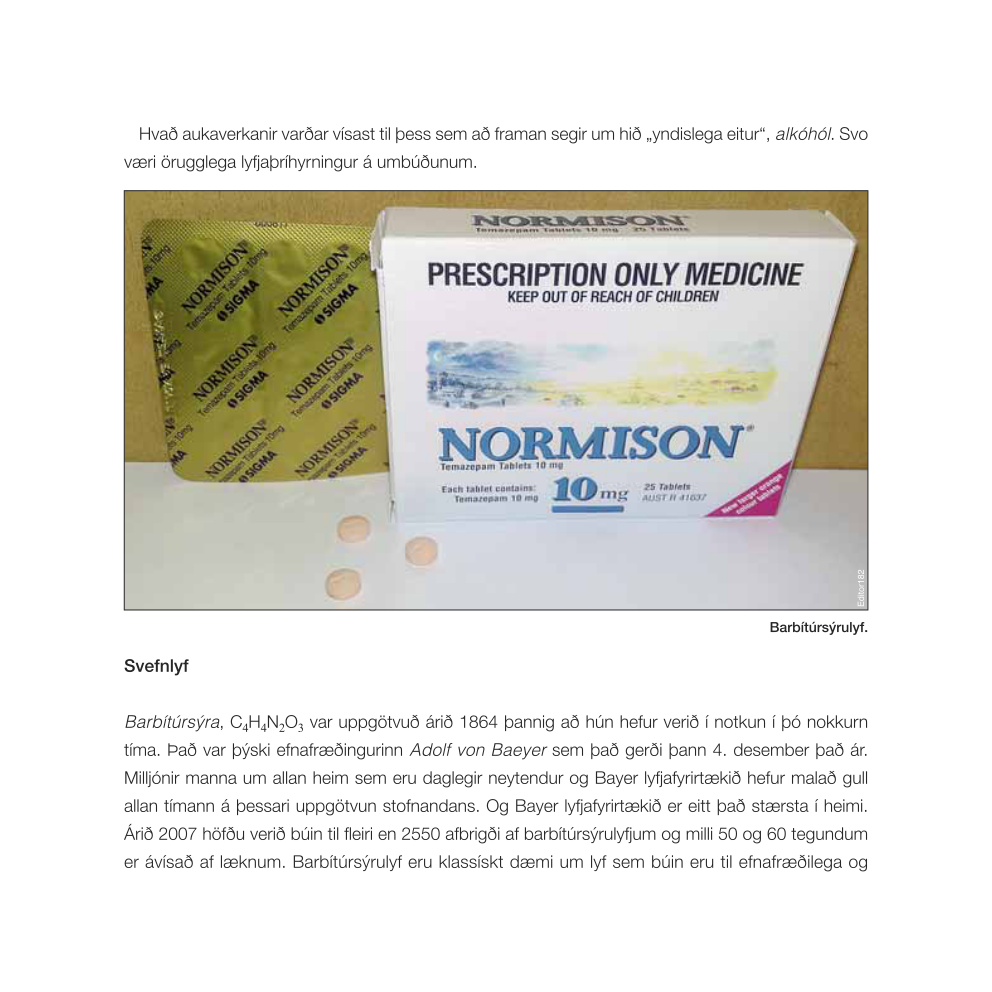 Hvað aukaverkanir varðar vísast til þess sem að framan segir um hið „yndislega eitur“, alkóhól. Svo
væri örugglega lyfjaþríhyrningur á umbúðunum.
NORMISON
Temazepam Tablets 10 mg 25 Tablets
PRESCRIPTION ONLY MEDICINE
KEEP OUT OF REACH OF CHILDREN
NORMISON®
Temazepam Tablets 10 mg
Each tablet contains:
Temazepam 10 mg
10 mg
25 Tablets
AUST R 41037
New larger orange
colour tablets
NORMISON®
Temazepam Tablets 10mg
SIGMA
NORMISON®
Temazepam Tablets 10mg
SIGMA
NORMISON®
Temazepam Tablets 10mg
SIGMA
NORMISON®
Temazepam Tablets 10mg
SIGMA
NORMISON®
Temazepam Tablets 10mg
SIGMA
NORMISON®
Temazepam Tablets 10mg
SIGMA
Editor182
Barbítúrsýrulyf.
Svefnlyf
Barbítúrsýra, C₄H₄N₂O₃ var uppgötvuð árið 1864 þannig að hún hefur verið í notkun í þó nokkurn
tíma. Það var þýski efnafræðingurinn Adolf von Baeyer sem það gerði þann 4. desember það ár.
Milljónir manna um allan heim sem eru daglegir neytendur og Bayer lyfjafyrirtækið hefur malað gull
allan tímann á þessari uppgötvun stofnandans. Og Bayer lyfjafyrirtækið er eitt það stærsta í heimi.
Árið 2007 höfðu verið búin til fleiri en 2550 afbrigði af barbítúrsýrulyfjum og milli 50 og 60 tegundum
er ávísað af læknum. Barbítúrsýrulyf eru klassískt dæmi um lyf sem búin eru til efnafræðilega og